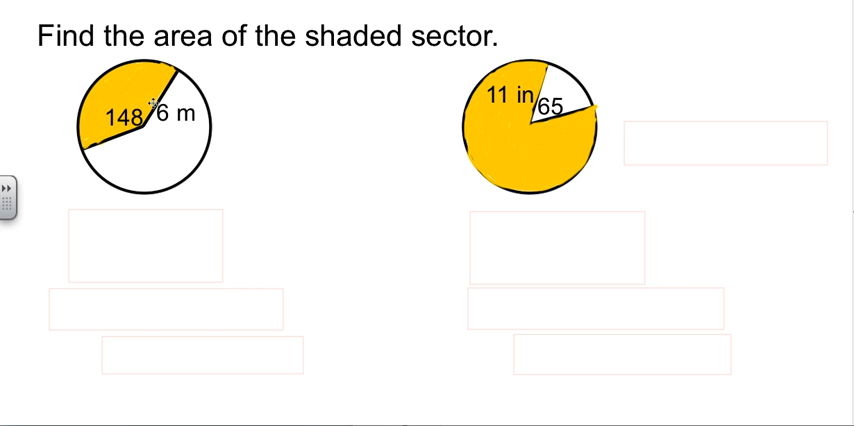 Find the area of the shaded sector.
148 6 m
11 in
65